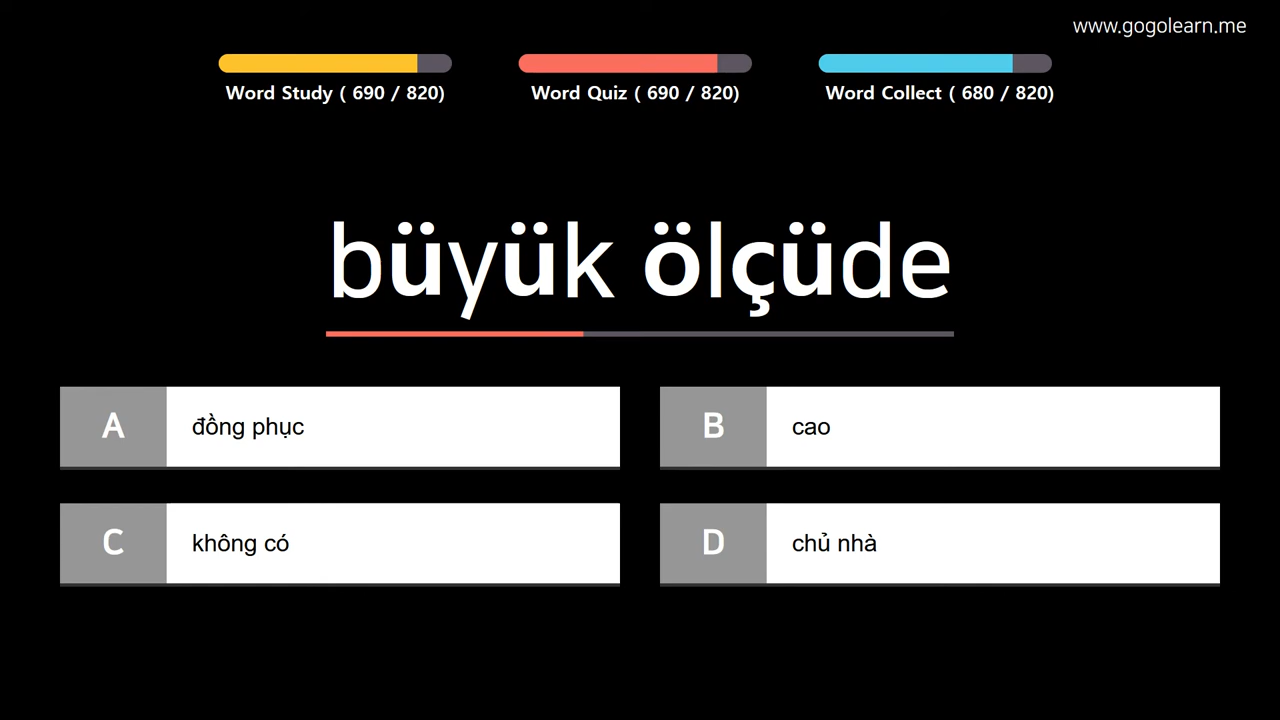 www.gogolearn.me
Word Study ( 690 / 820)
Word Quiz ( 690 / 820)
Word Collect ( 680 / 820)
büyük ölçüde
A đồng phục
B cao
C không có
D chủ nhà